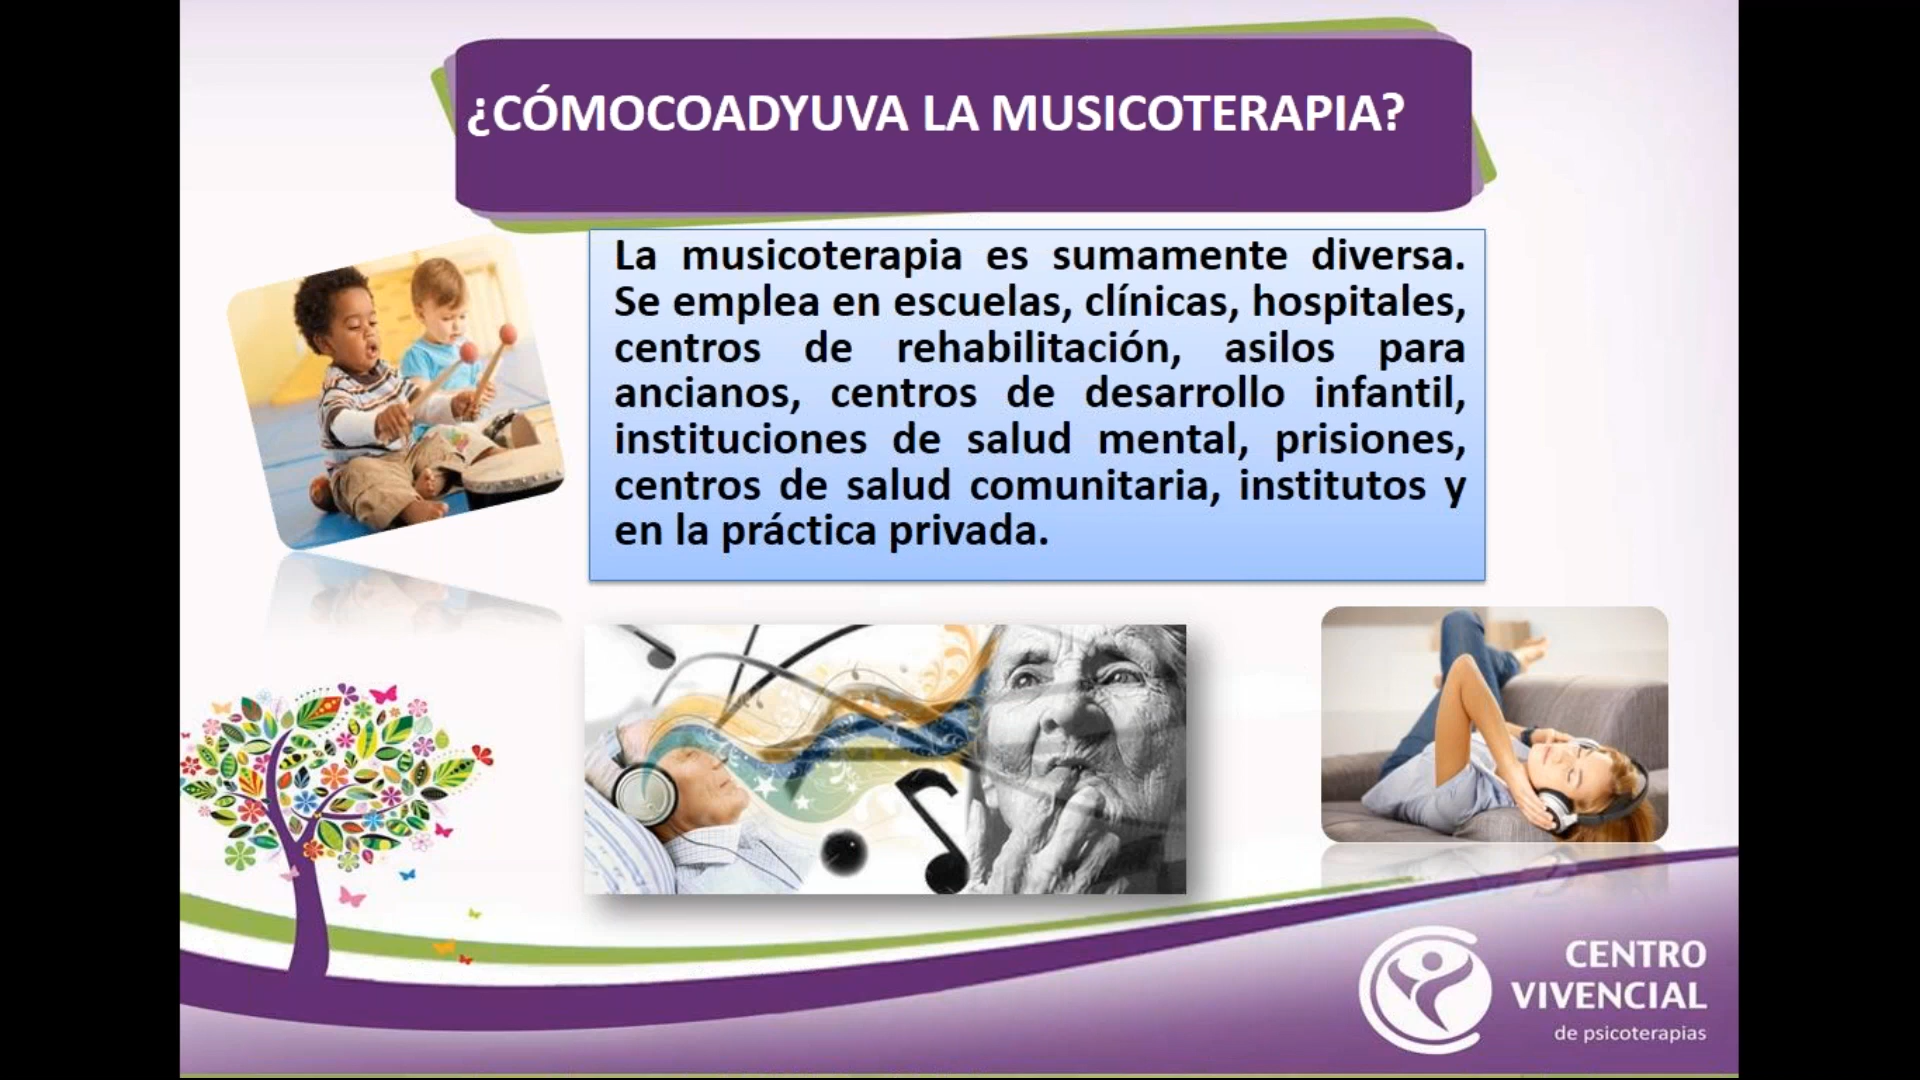 ¿CÓMOCOADYUVA LA MUSICOTERAPIA?
La musicoterapia es sumamente diversa.
Se emplea en escuelas, clínicas, hospitales,
centros de rehabilitación, asilos para
ancianos, centros de desarrollo infantil,
instituciones de salud mental, prisiones,
centros de salud comunitaria, institutos y
en la práctica privada.
CENTRO
VIVENCIAL
de psicoterapias